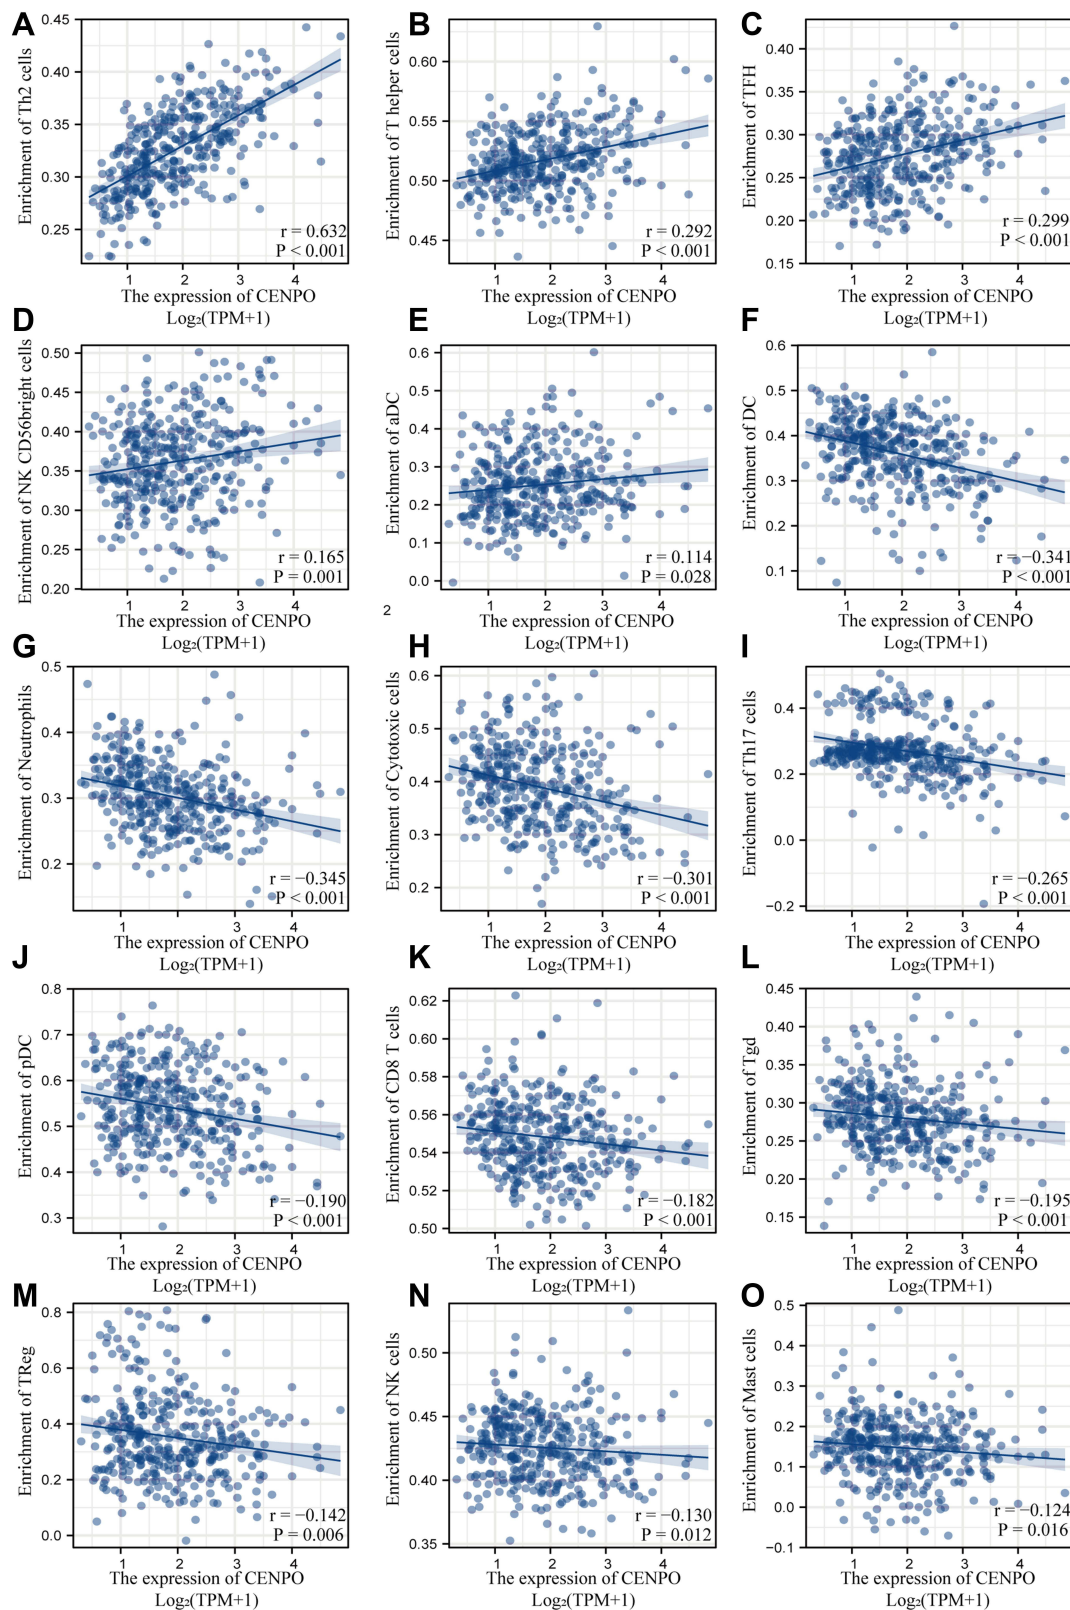 A
Enrichment of Th2 cells
0.45
0.40
0.35
0.30
0.25
r = 0.632
P < 0.001
1 2 3 4
The expression of CENPO
Log₂(TPM+1)
B
Enrichment of T helper cells
0.60
0.55
0.50
0.45
r = 0.292
P < 0.001
1 2 3 4
The expression of CENPO
Log₂(TPM+1)
C
Enrichment of TFH
0.40
0.35
0.30
0.25
0.20
0.15
r = 0.299
P < 0.001
1 2 3 4
The expression of CENPO
Log₂(TPM+1)
D
Enrichment of NK CD56bright cells
0.50
0.45
0.40
0.35
0.30
0.25
0.20
r = 0.165
P = 0.001
1 2 3 4
The expression of CENPO
Log₂(TPM+1)
2
E
Enrichment of aDC
0.6
0.5
0.4
0.3
0.2
0.1
0.0
r = 0.114
P = 0.028
1 2 3 4
The expression of CENPO
Log₂(TPM+1)
F
Enrichment of DC
0.6
0.5
0.4
0.3
0.2
0.1
r = −0.341
P < 0.001
1 2 3 4
The expression of CENPO
Log₂(TPM+1)
G
Enrichment of Neutrophils
0.5
0.4
0.3
0.2
r = −0.345
P < 0.001
1 2 3 4
The expression of CENPO
Log₂(TPM+1)
H
Enrichment of Cytotoxic cells
0.6
0.5
0.4
0.3
0.2
r = −0.301
P < 0.001
1 2 3 4
The expression of CENPO
Log₂(TPM+1)
I
Enrichment of Th17 cells
0.4
0.2
0.0
−0.2
r = −0.265
P < 0.001
1 2 3 4
The expression of CENPO
Log₂(TPM+1)
J
Enrichment of pDC
0.8
0.7
0.6
0.5
0.4
0.3
r = −0.190
P < 0.001
1 2 3 4
The expression of CENPO
Log₂(TPM+1)
K
Enrichment of CD8 T cells
0.62
0.60
0.58
0.56
0.54
0.52
0.50
r = −0.182
P < 0.001
1 2 3 4
The expression of CENPO
Log₂(TPM+1)
L
Enrichment of Tgd
0.45
0.40
0.35
0.30
0.25
0.20
0.15
r = −0.195
P < 0.001
1 2 3 4
The expression of CENPO
Log₂(TPM+1)
M
Enrichment of TReg
0.8
0.6
0.4
0.2
0.0
r = −0.142
P = 0.006
1 2 3 4
The expression of CENPO
Log₂(TPM+1)
N
Enrichment of NK cells
0.50
0.45
0.40
0.35
r = −0.130
P = 0.012
1 2 3 4
The expression of CENPO
Log₂(TPM+1)
O
Enrichment of Mast cells
0.5
0.4
0.3
0.2
0.1
0.0
−0.1
r = −0.124
P = 0.016
1 2 3 4
The expression of CENPO
Log₂(TPM+1)